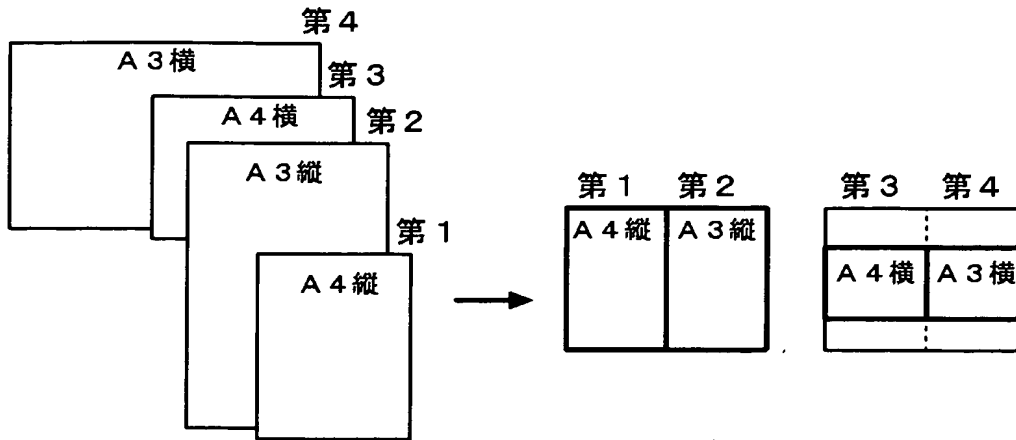 第4
A3横
第3
A4横
第2
A3縦
第1
A4縦
第1 第2
A4縦 A3縦
第3 第4
A4横 A3横